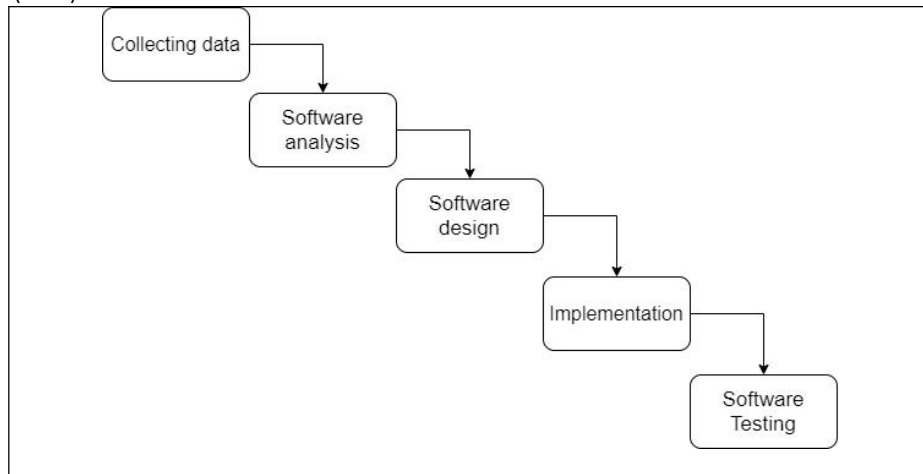 Collecting data
Software
analysis
Software
design
Implementation
Software
Testing